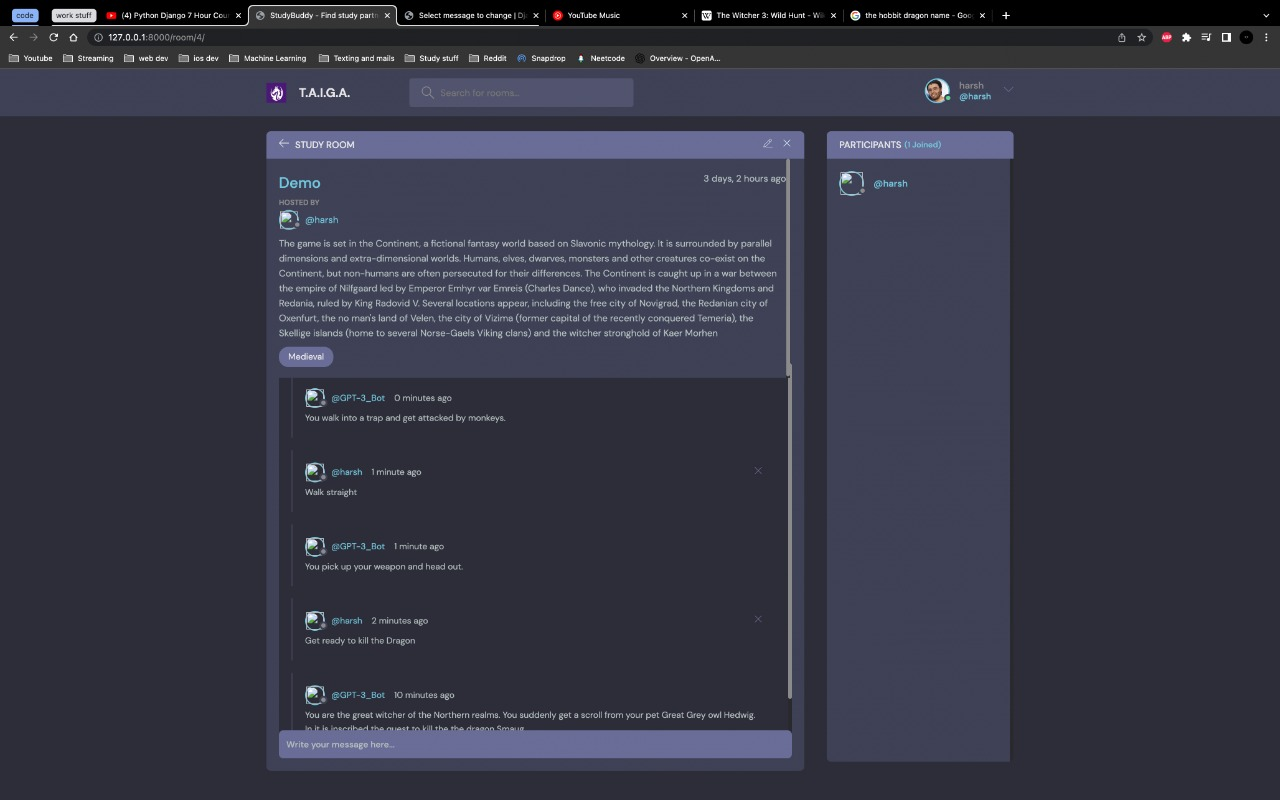 code
work stuff
(4) Python Django 7 Hour Cou
StudyBuddy - Find study partn
Select message to change | Dj
YouTube Music
The Witcher 3: Wild Hunt - Wik
the hobbit dragon name - Goo
127.0.0.1:8000/room/4/
ABP
Youtube
Streaming
web dev
ios dev
Machine Learning
Texting and mails
Study stuff
Reddit
Snapdrop
Neetcode
Overview - OpenA...
T.A.I.G.A.
Search for rooms...
harsh
@harsh
STUDY ROOM
Demo
3 days, 2 hours ago
HOSTED BY
@harsh
The game is set in the Continent, a fictional fantasy world based on Slavonic mythology. It is surrounded by parallel
dimensions and extra-dimensional worlds. Humans, elves, dwarves, monsters and other creatures co-exist on the
Continent, but non-humans are often persecuted for their differences. The Continent is caught up in a war between
the empire of Nilfgaard led by Emperor Emhyr var Emreis (Charles Dance), who invaded the Northern Kingdoms and
Redania, ruled by King Radovid V. Several locations appear, including the free city of Novigrad, the Redanian city of
Oxenfurt, the no man's land of Velen, the city of Vizima (former capital of the recently conquered Temeria), the
Skellige islands (home to several Norse-Gaels Viking clans) and the witcher stronghold of Kaer Morhen
Medieval
@GPT-3_Bot 0 minutes ago
You walk into a trap and get attacked by monkeys.
@harsh 1 minute ago
Walk straight
@GPT-3_Bot 1 minute ago
You pick up your weapon and head out.
@harsh 2 minutes ago
Get ready to kill the Dragon
@GPT-3_Bot 10 minutes ago
You are the great witcher of the Northern realms. You suddenly get a scroll from your pet Great Grey owl Hedwig.
In it is inscribed the quest to kill the the dragon Smaug
Write your message here...
PARTICIPANTS (1 Joined)
@harsh